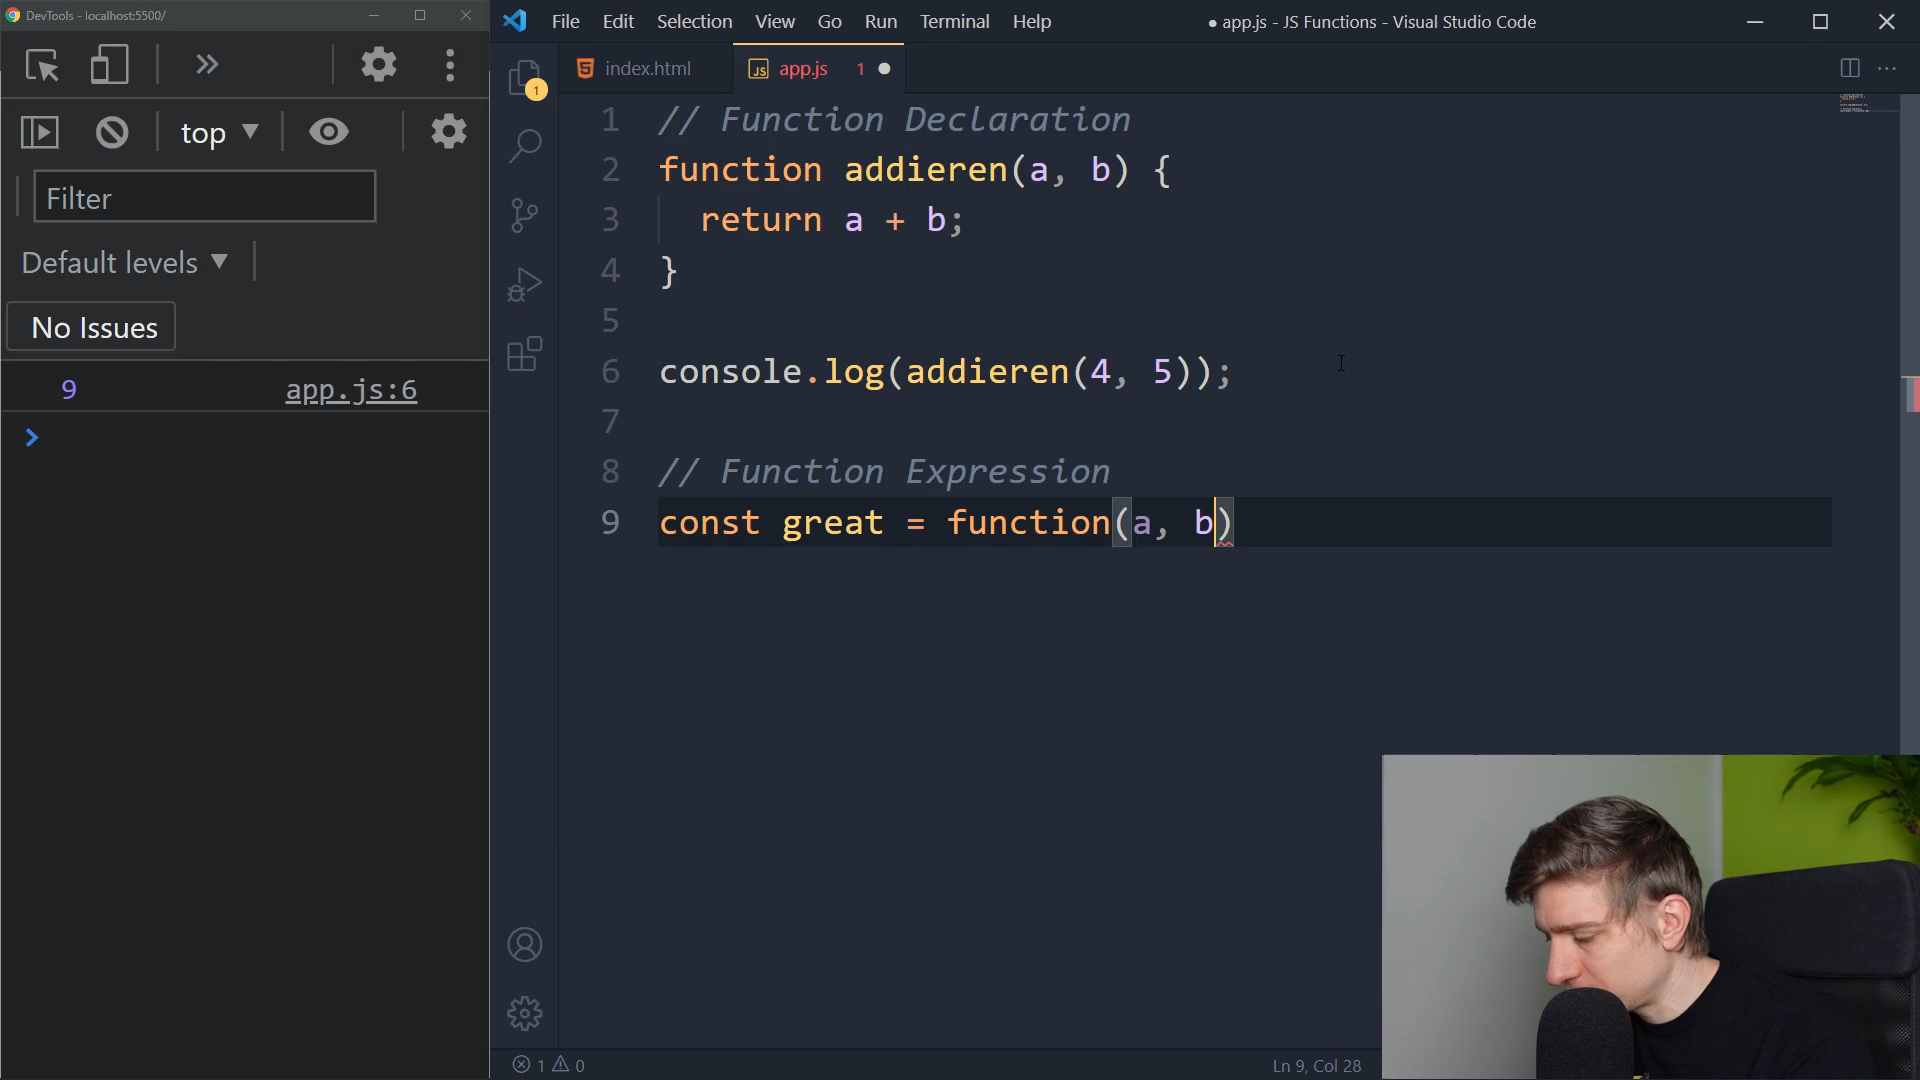 DevTools - localhost:5500/
top
Filter
Default levels
No Issues
9 app.js:6
File Edit Selection View Go Run Terminal Help
● app.js - JS Functions - Visual Studio Code
1
index.html
JS app.js 1
1 // Function Declaration
2 function addieren(a, b) {
3 return a + b;
4 }
5
6 console.log(addieren(4, 5));
7
8 // Function Expression
9 const great = function(a, b)
1 0
Ln 9, Col 28